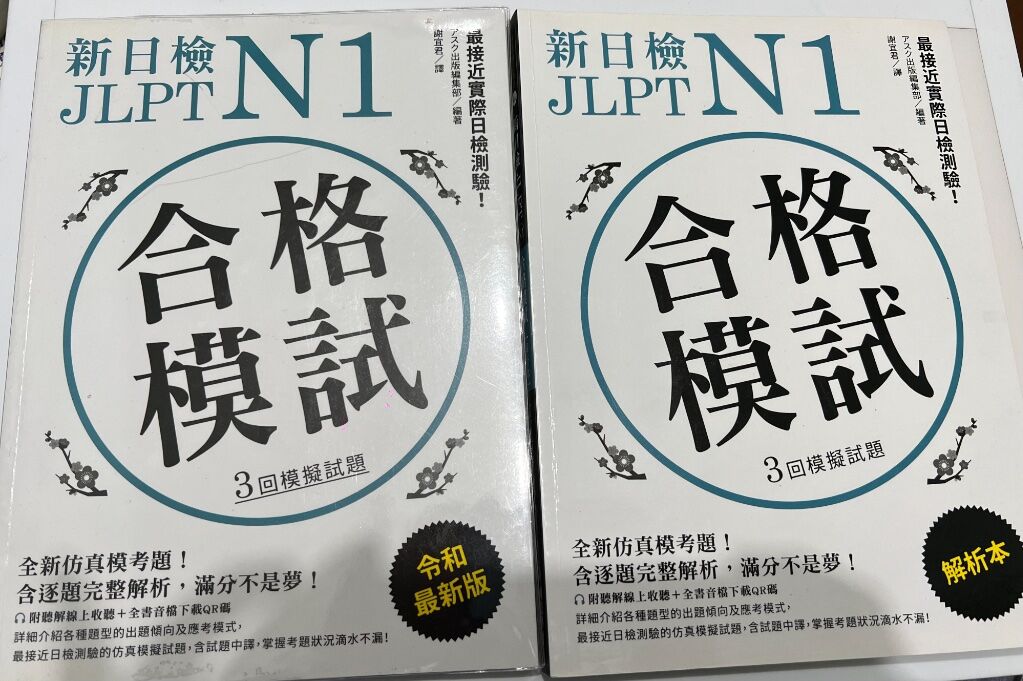 新日檢
JLPT N1
最接近實際日檢測驗！
アスク出版編集部／編著
謝宜君／譯
合格
模試
3回模擬試題
全新仿真模考題！
含逐題完整解析，滿分不是夢！
附聽解線上收聽＋全書音檔下載QR碼
詳細介紹各種題型的出題傾向及應考模式，
最接近日檢測驗的仿真模擬試題，含試題中譯，掌握考題狀況滴水不漏！
令和
最新版
新日檢
JLPT N1
最接近實際日檢測驗！
アスク出版編集部／編著
謝宜君／譯
合格
模試
3回模擬試題
全新仿真模考題！
含逐題完整解析，滿分不是夢！
附聽解線上收聽＋全書音檔下載QR碼
詳細介紹各種題型的出題傾向及應考模式，
最接近日檢測驗的仿真模擬試題，含試題中譯，掌握考題狀況滴水不漏！
解析本